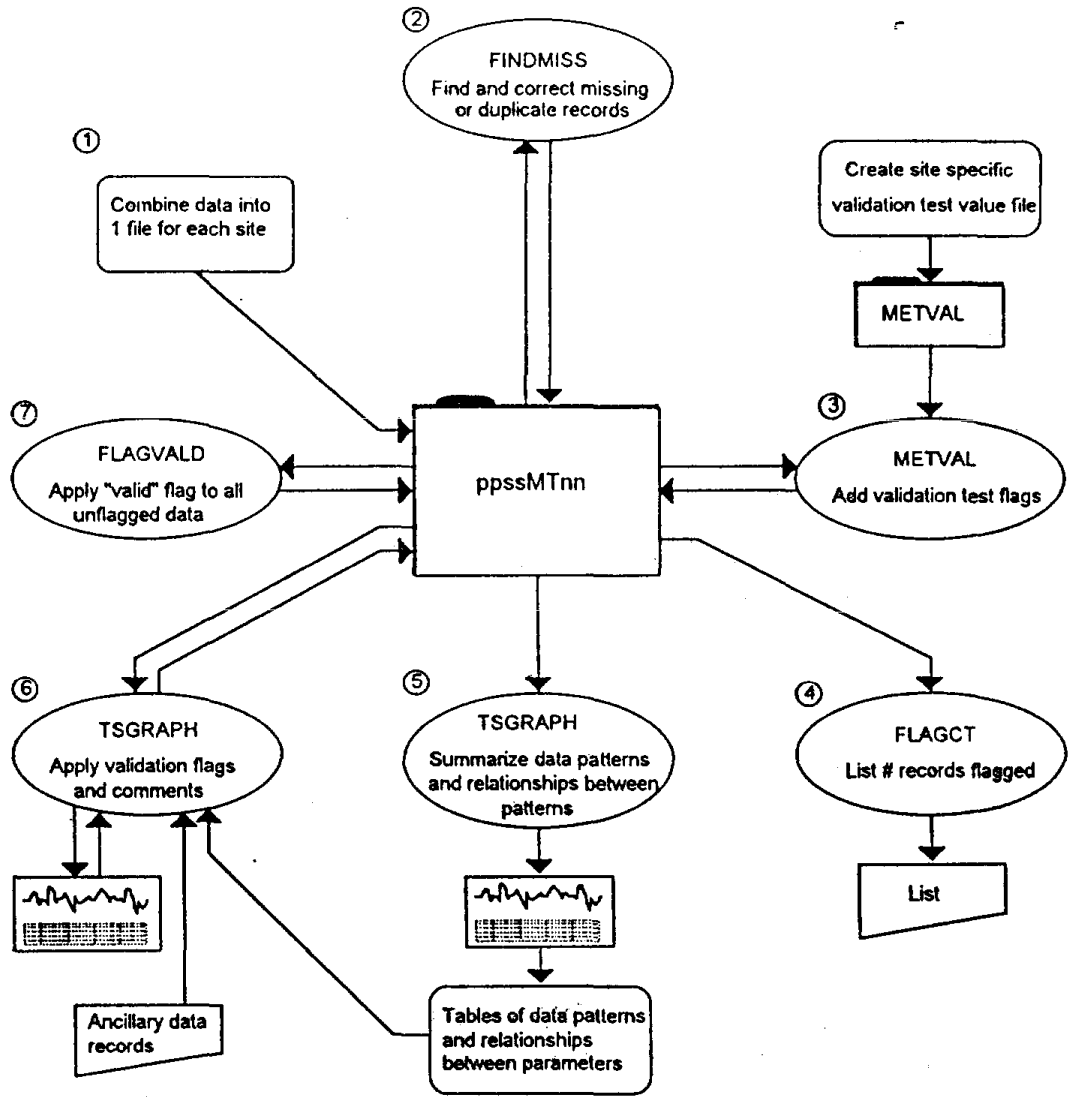 ②
FINDMISS
Find and correct missing
or duplicate records
①
Combine data into
1 file for each site
Create site specific
validation test value file
METVAL
⑦
FLAGVALD
Apply "valid" flag to all
unflagged data
ppssMTnn
③
METVAL
Add validation test flags
⑥
TSGRAPH
Apply validation flags
and comments
⑤
TSGRAPH
Summarize data patterns
and relationships between
patterns
④
FLAGCT
List # records flagged
List
Ancillary data
records
Tables of data patterns
and relationships
between parameters